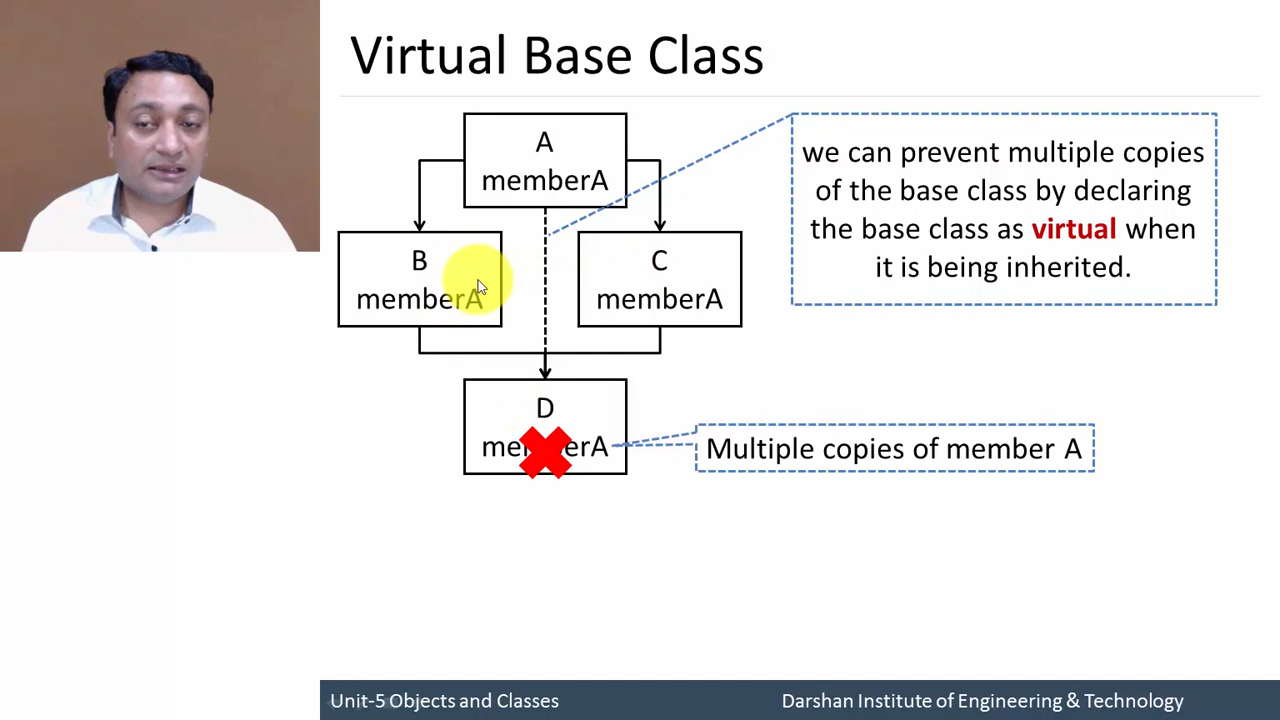 Virtual Base Class
A
memberA
B
memberA
C
memberA
D
memberA
we can prevent multiple copies
of the base class by declaring
the base class as virtual when
it is being inherited.
Multiple copies of member A
Unit-5 Objects and Classes
Darshan Institute of Engineering & Technology